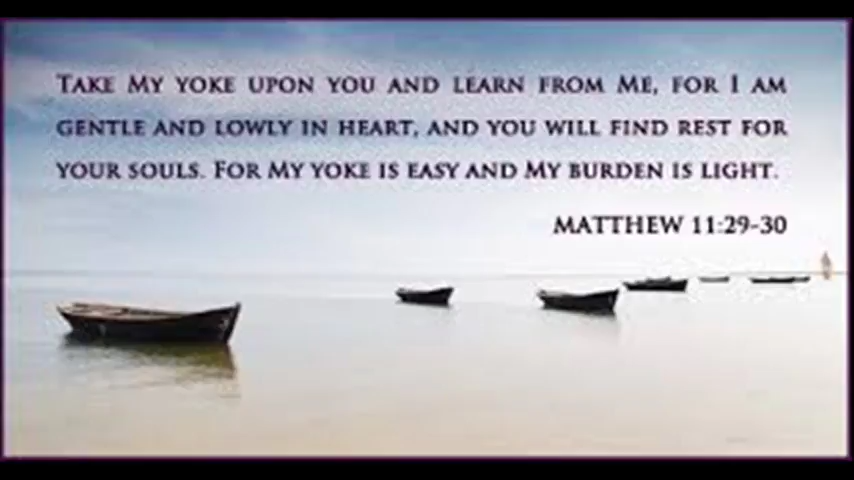 Take My yoke upon you and learn from Me, for I am
gentle and lowly in heart, and you will find rest for
your souls. For My yoke is easy and My burden is light.
MATTHEW 11:29-30